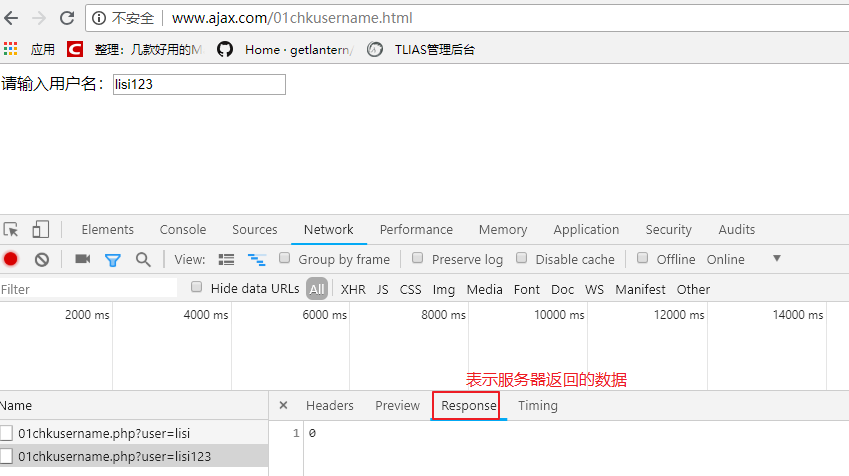 不安全 www.ajax.com/01chkusername.html
应用 整理：几款好用的M Home · getlantern/ TLIAS管理后台
请输入用户名： lisi123
Elements Console Sources Network Performance Memory Application Security Audits
View: Group by frame Preserve log Disable cache Offline Online
Filter Hide data URLs All XHR JS CSS Img Media Font Doc WS Manifest Other
2000 ms 4000 ms 6000 ms 8000 ms 10000 ms 12000 ms 14000 ms
表示服务器返回的数据
Name × Headers Preview Response Timing
01chkusername.php?user=lisi 1 0
01chkusername.php?user=lisi123